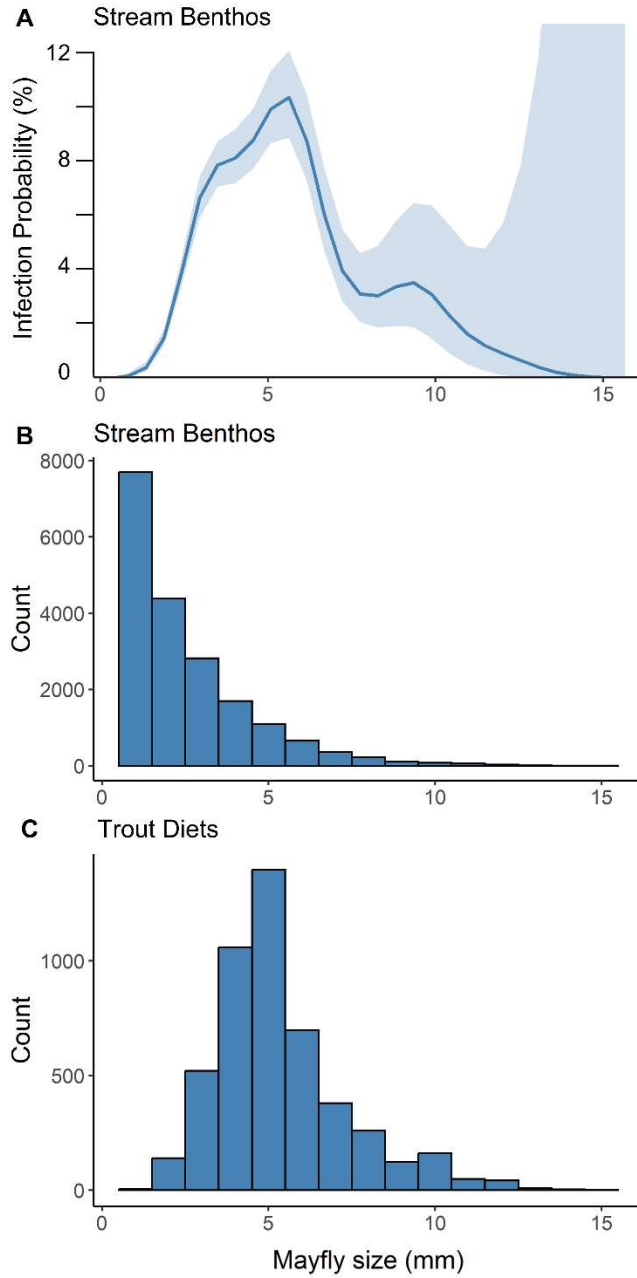 A Stream Benthos
Infection Probability (%)
12
8
4
0
0 5 10 15
B Stream Benthos
Count
8000
6000
4000
2000
0
0 5 10 15
C Trout Diets
Count
1000
500
0
0 5 10 15
Mayfly size (mm)